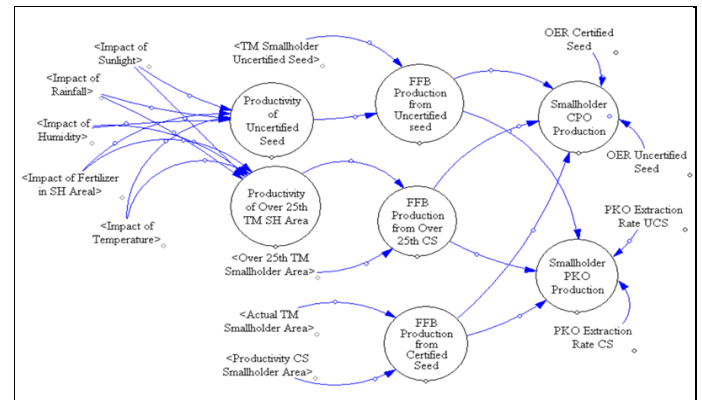 <Impact of
Sunlight>
<Impact of
Rainfall>
<Impact of
Humidity>
<Impact of Fertilizer
in SH Areal>
<Impact of
Temperature>
<TM Smallholder
Uncertified Seed>
Productivity
of
Uncertified
Seed
Productivity
of Over 25th
TM SH Area
<Over 25th TM
Smallholder Area>
<Actual TM
Smallholder Area>
<Productivity CS
Smallholder Area>
FFB
Production
from
Uncertified
seed
FFB
Production
from Over
25th CS
FFB
Production
from
Certified
Seed
OER Certified
Seed
Smallholder
CPO
Production
OER Uncertified
Seed
PKO Extraction
Rate UCS
Smallholder
PKO
Production
PKO Extraction
Rate CS